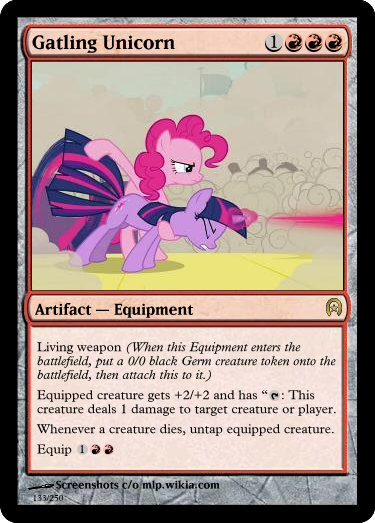 Gatling Unicorn 1
Artifact — Equipment
Living weapon (When this Equipment enters the
battlefield, put a 0/0 black Germ creature token onto the
battlefield, then attach this to it.)
Equipped creature gets +2/+2 and has “ : This
creature deals 1 damage to target creature or player.
Whenever a creature dies, untap equipped creature.
Equip 1
Screenshots c/o mlp.wikia.com
133/250